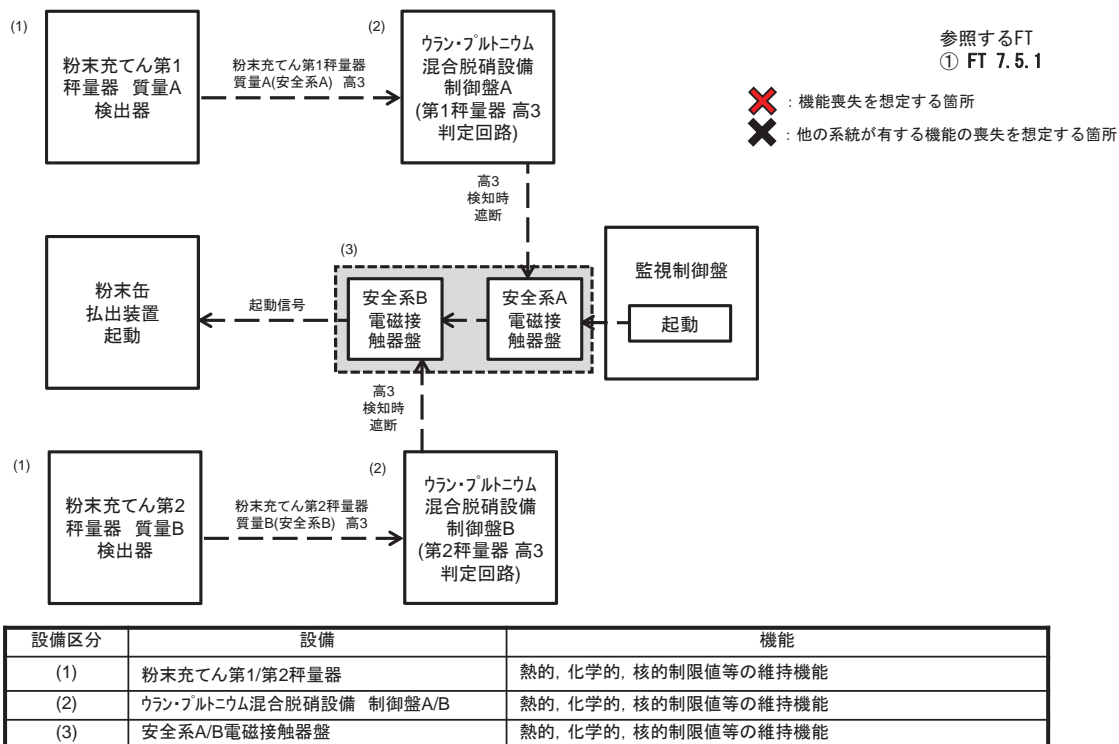 (1)
粉末充てん第1
秤量器 質量A
検出器
粉末充てん第1秤量器
質量A(安全系A) 高3
(2)
ウラン・プルトニウム
混合脱硝設備
制御盤A
(第1秤量器 高3
判定回路)
参照するFT
① FT 7.5.1
：機能喪失を想定する箇所
：他の系統が有する機能の喪失を想定する箇所
高3
検知時
遮断
粉末缶
払出装置
起動
起動信号
(3)
安全系B
電磁接
触器盤
安全系A
電磁接
触器盤
監視制御盤
起動
高3
検知時
遮断
(1)
粉末充てん第2
秤量器 質量B
検出器
粉末充てん第2秤量器
質量B(安全系B) 高3
(2)
ウラン・プルトニウム
混合脱硝設備
制御盤B
(第2秤量器 高3
判定回路)
設備区分 設備 機能
(1) 粉末充てん第1/第2秤量器 熱的，化学的，核的制限値等の維持機能
(2) ウラン・プルトニウム混合脱硝設備 制御盤A/B 熱的，化学的，核的制限値等の維持機能
(3) 安全系A/B電磁接触器盤 熱的，化学的，核的制限値等の維持機能